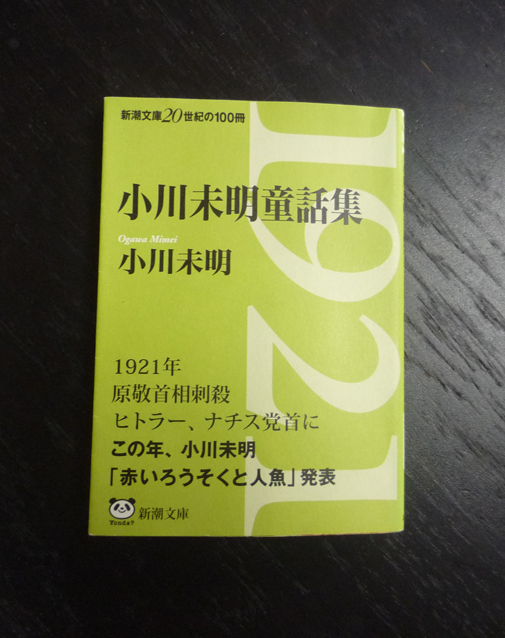 新潮文庫20世紀の100冊
1921
小川未明童話集
Ogawa Mimei
小川未明
1921年
原敬首相刺殺
ヒトラー、ナチス党首に
この年、小川未明
「赤いろうそくと人魚」発表
Yonda?
新潮文庫